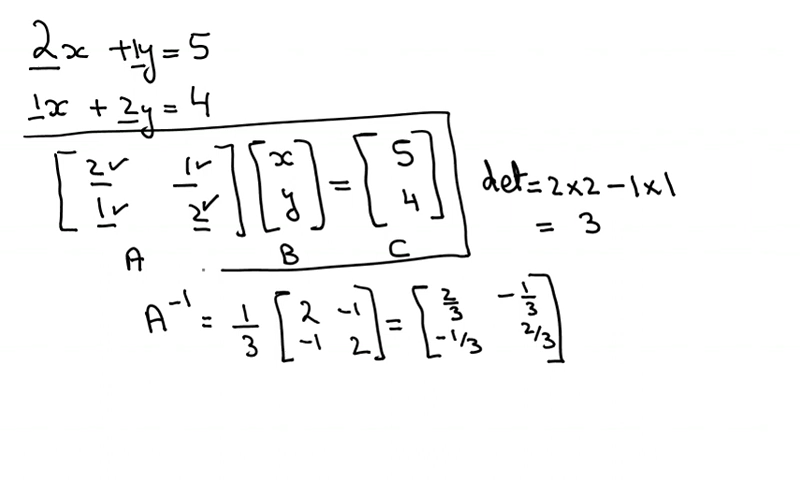 2x + 1y = 5
1x + 2y = 4
[2✓ 1✓] [x] = [5]
[1✓ 2✓] [y] [4]
A B C
det = 2×2 − 1×1
= 3
A⁻¹ = 1/3 [2 -1] = [2/3 -1/3]
[-1 2] [-1/3 2/3]